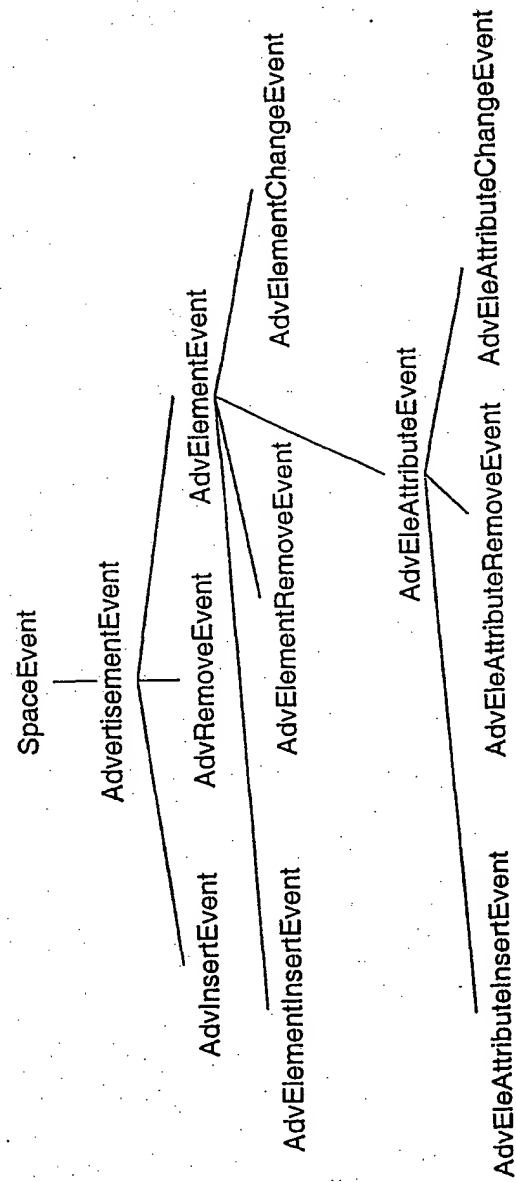 SpaceEvent
AdvertisementEvent
AdvInsertEvent AdvRemoveEvent AdvElementEvent
AdvElementInsertEvent AdvElementRemoveEvent AdvElementChangeEvent
AdvEleAttributeEvent
AdvEleAttributeInsertEvent AdvEleAttributeRemoveEvent AdvEleAttributeChangeEvent